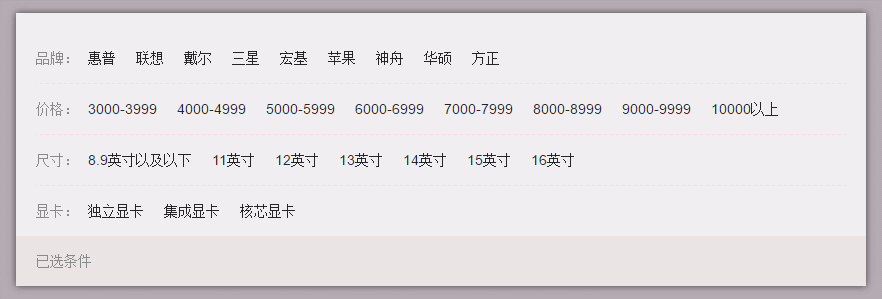 品牌： 惠普 联想 戴尔 三星 宏基 苹果 神舟 华硕 方正
价格： 3000-3999 4000-4999 5000-5999 6000-6999 7000-7999 8000-8999 9000-9999 10000以上
尺寸： 8.9英寸以及以下 11英寸 12英寸 13英寸 14英寸 15英寸 16英寸
显卡： 独立显卡 集成显卡 核芯显卡
已选条件